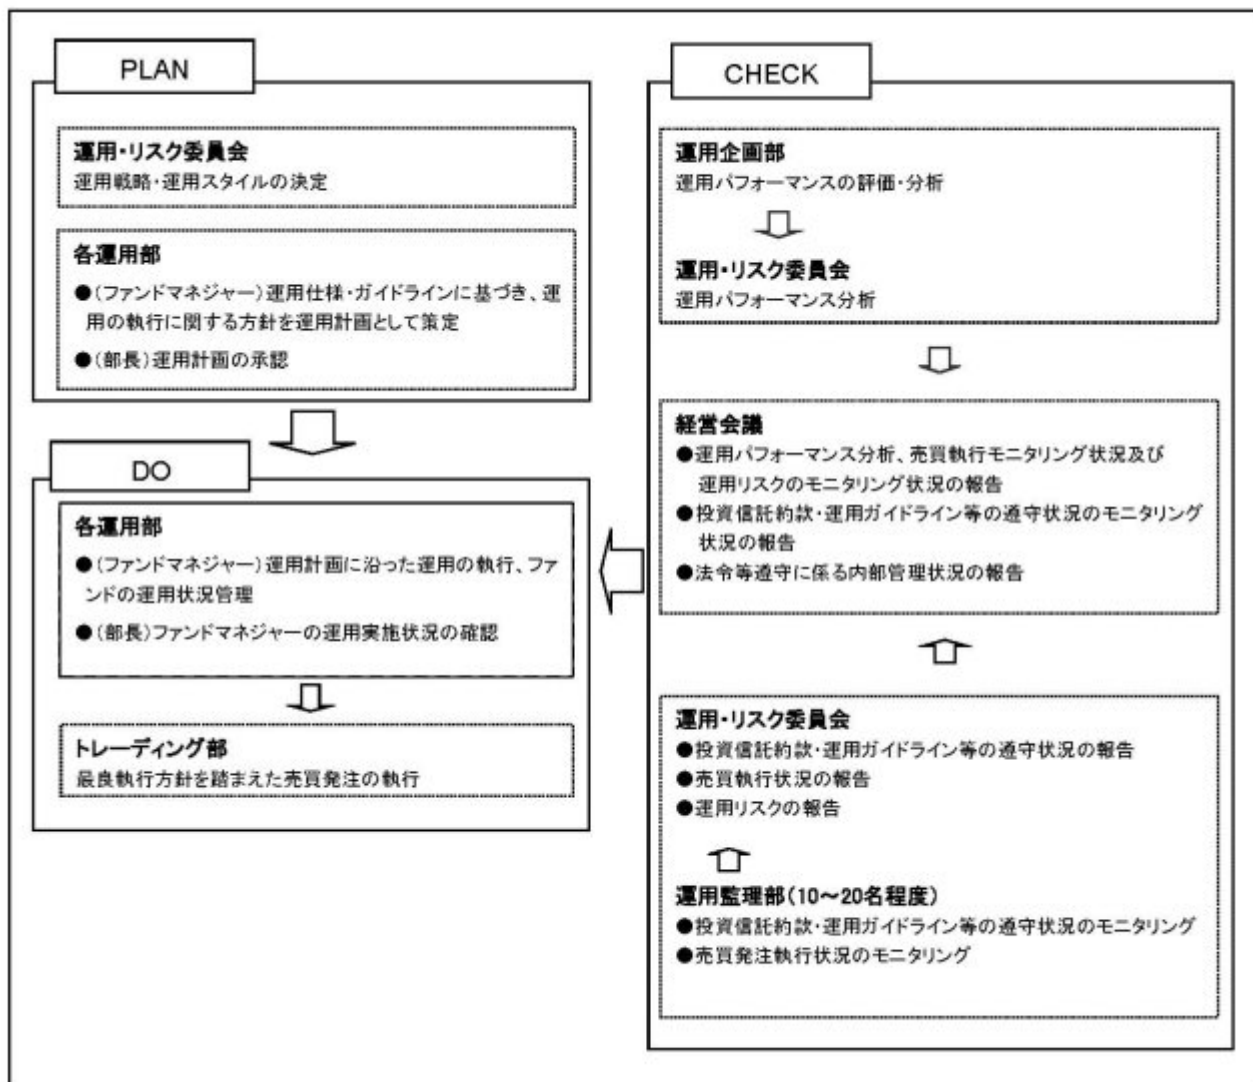 PLAN
運用・リスク委員会
運用戦略・運用スタイルの決定
各運用部
●(ファンドマネジャー)運用仕様・ガイドラインに基づき、運
用の執行に関する方針を運用計画として策定
●(部長)運用計画の承認
DO
各運用部
●(ファンドマネジャー)運用計画に沿った運用の執行、ファ
ンドの運用状況管理
●(部長)ファンドマネジャーの運用実施状況の確認
トレーディング部
最良執行方針を踏まえた売買発注の執行
CHECK
運用企画部
運用パフォーマンスの評価・分析
運用・リスク委員会
運用パフォーマンス分析
経営会議
●運用パフォーマンス分析、売買執行モニタリング状況及び
運用リスクのモニタリング状況の報告
●投資信託約款・運用ガイドライン等の遵守状況のモニタリング
状況の報告
●法令等遵守に係る内部管理状況の報告
運用・リスク委員会
●投資信託約款・運用ガイドライン等の遵守状況の報告
●売買執行状況の報告
●運用リスクの報告
運用監理部(10～20名程度)
●投資信託約款・運用ガイドライン等の遵守状況のモニタリング
●売買発注執行状況のモニタリング